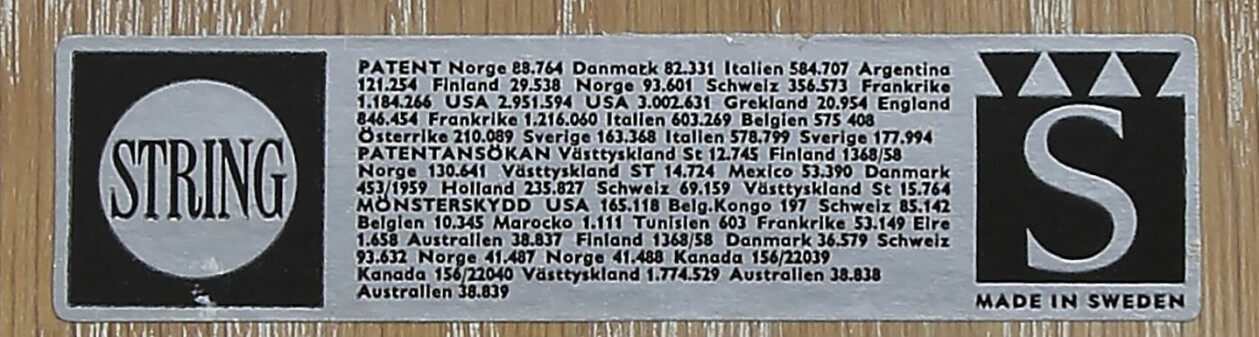 STRING
PATENT Norge 88.764 Danmark 82.331 Italien 584.707 Argentina
121.254 Finland 29.538 Norge 93.601 Schweiz 356.573 Frankrike
1.184.266 USA 2.951.594 USA 3.002.631 Grekland 20.954 England
846.454 Frankrike 1.216.060 Italien 603.269 Belgien 575 408
Österrike 210.089 Sverige 163.368 Italien 578.799 Sverige 177.994
PATENTANSÖKAN Västtyskland St 12.745 Finland 1368/58
Norge 130.641 Västtyskland ST 14.724 Mexico 53.390 Danmark
453/1959 Holland 235.827 Schweiz 69.159 Västtyskland St 15.764
MÖNSTERSKYDD USA 165.118 Belg.Kongo 197 Schweiz 85.142
Belgien 10.345 Marocko 1.111 Tunisien 603 Frankrike 53.149 Eire
1.658 Australien 38.837 Finland 1368/58 Danmark 36.579 Schweiz
93.632 Norge 41.487 Norge 41.488 Kanada 156/22039
Kanada 156/22040 Västtyskland 1.774.529 Australien 38.838
Australien 38.839
S
MADE IN SWEDEN